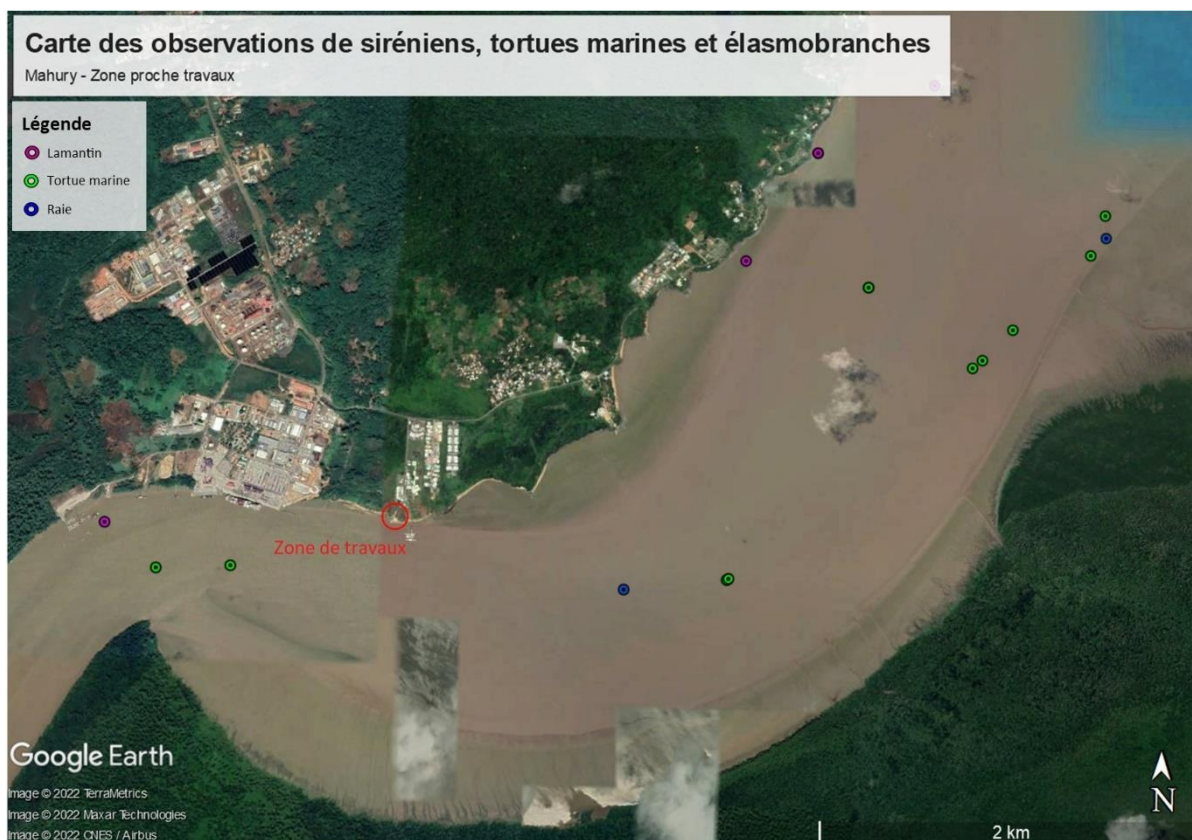 Carte des observations de siréniens, tortues marines et élasmobranches
Mahury - Zone proche travaux
Légende
Lamantin
Tortue marine
Raie
Zone de travaux
Google Earth
Image © 2022 TerraMetrics
Image © 2022 Maxar Technologies
Image © 2022 CNES / Airbus
N
2 km